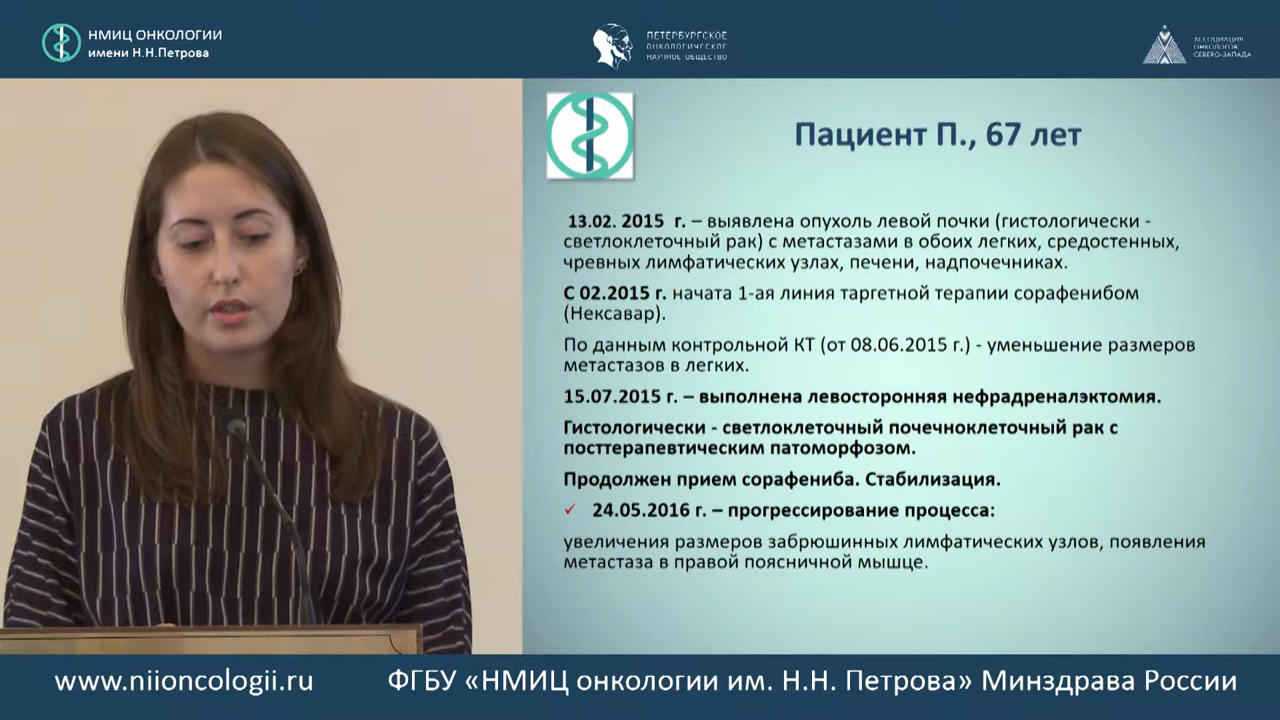 НМИЦ ОНКОЛОГИИ
имени Н.Н.Петрова
ПЕТЕРБУРГСКОЕ
ОНКОЛОГИЧЕСКОЕ
НАУЧНОЕ ОБЩЕСТВО
АССОЦИАЦИЯ
ОНКОЛОГОВ
СЕВЕРО-ЗАПАДА
Пациент П., 67 лет
13.02. 2015 г. – выявлена опухоль левой почки (гистологически -
светлоклеточный рак) с метастазами в обоих легких, средостенных,
чревных лимфатических узлах, печени, надпочечниках.
С 02.2015 г. начата 1-ая линия таргетной терапии сорафенибом
(Нексавар).
По данным контрольной КТ (от 08.06.2015 г.) - уменьшение размеров
метастазов в легких.
15.07.2015 г. – выполнена левосторонняя нефрадреналэктомия.
Гистологически - светлоклеточный почечноклеточный рак с
посттерапевтическим патоморфозом.
Продолжен прием сорафениба. Стабилизация.
✓ 24.05.2016 г. – прогрессирование процесса:
увеличения размеров забрюшинных лимфатических узлов, появления
метастаза в правой поясничной мышце.
www.niioncologii.ru
ФГБУ «НМИЦ онкологии им. Н.Н. Петрова» Минздрава России